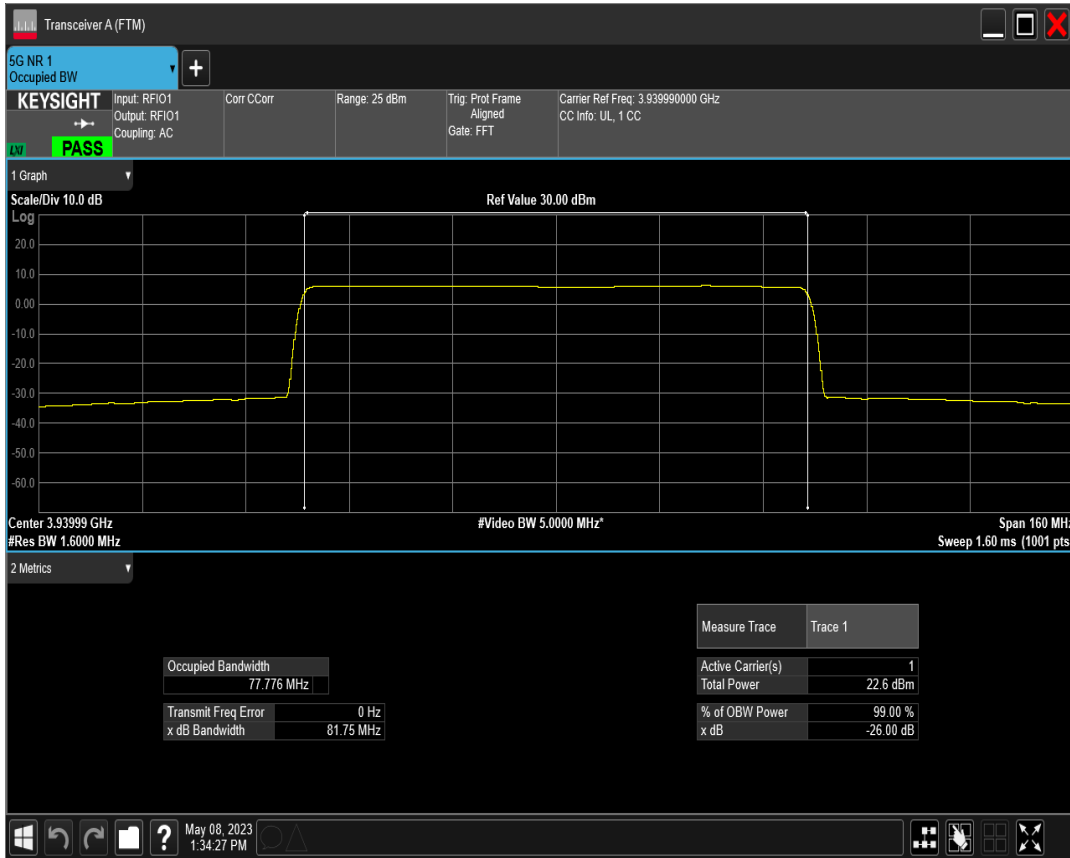 Transceiver A (FTM)
5G NR 1
Occupied BW
KEYSIGHT
LXI
PASS
Input: RFIO1
Output: RFIO1
Coupling: AC
Corr CCorr
Range: 25 dBm
Trig: Prot Frame
Aligned
Gate: FFT
Carrier Ref Freq: 3.939990000 GHz
CC Info: UL, 1 CC
1 Graph
Scale/Div 10.0 dB
Ref Value 30.00 dBm
Log
20.0
10.0
0.00
-10.0
-20.0
-30.0
-40.0
-50.0
-60.0
Center 3.93999 GHz
#Video BW 5.0000 MHz*
Span 160 MHz
#Res BW 1.6000 MHz
Sweep 1.60 ms (1001 pts
2 Metrics
Measure Trace Trace 1
Occupied Bandwidth
77.776 MHz
Active Carrier(s) 1
Total Power 22.6 dBm
Transmit Freq Error 0 Hz
x dB Bandwidth 81.75 MHz
% of OBW Power 99.00 %
x dB -26.00 dB
?
May 08, 2023
1:34:27 PM